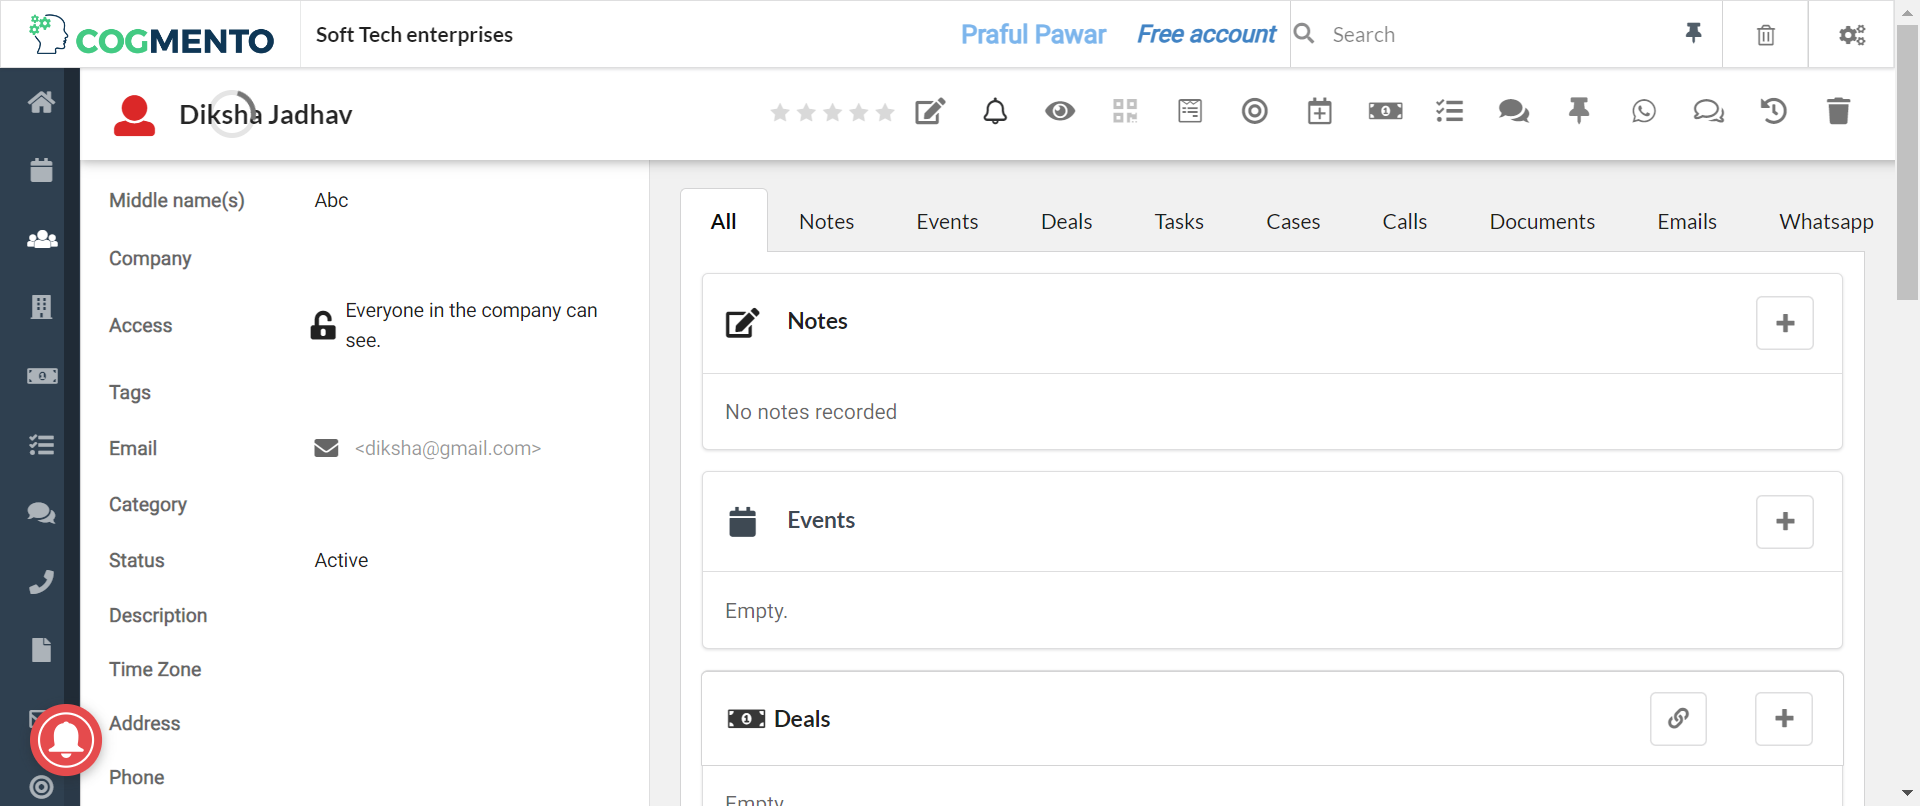 COGMENTO
Soft Tech enterprises
Praful Pawar
Free account
Search
Diksha Jadhav
Middle name(s)
Abc
Company
Access
Everyone in the company can
see.
Tags
Email
<diksha@gmail.com>
Category
Status
Active
Description
Time Zone
Address
Phone
All
Notes
Events
Deals
Tasks
Cases
Calls
Documents
Emails
Whatsapp
Notes
No notes recorded
Events
Empty.
Deals
Empty